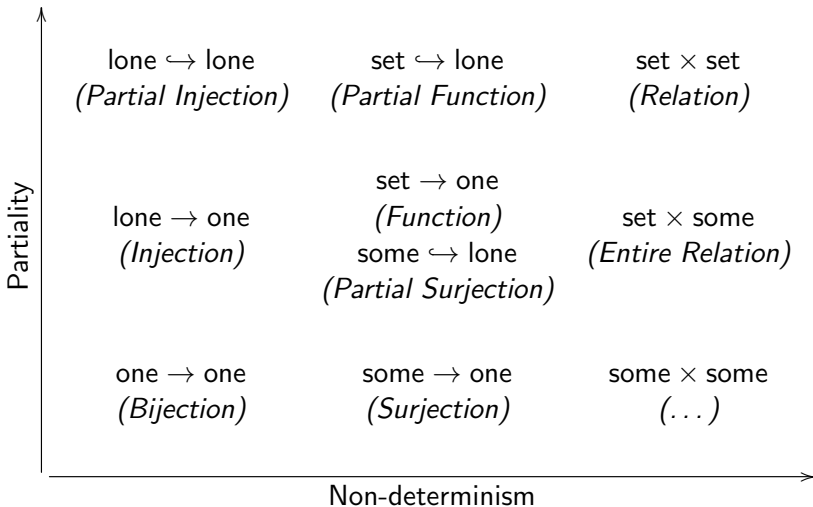 lone ↪ lone
(Partial Injection)
set ↪ lone
(Partial Function)
set × set
(Relation)
Partiality
lone → one
(Injection)
set → one
(Function)
some ↪ lone
(Partial Surjection)
set × some
(Entire Relation)
one → one
(Bijection)
some → one
(Surjection)
some × some
(...)
Non-determinism